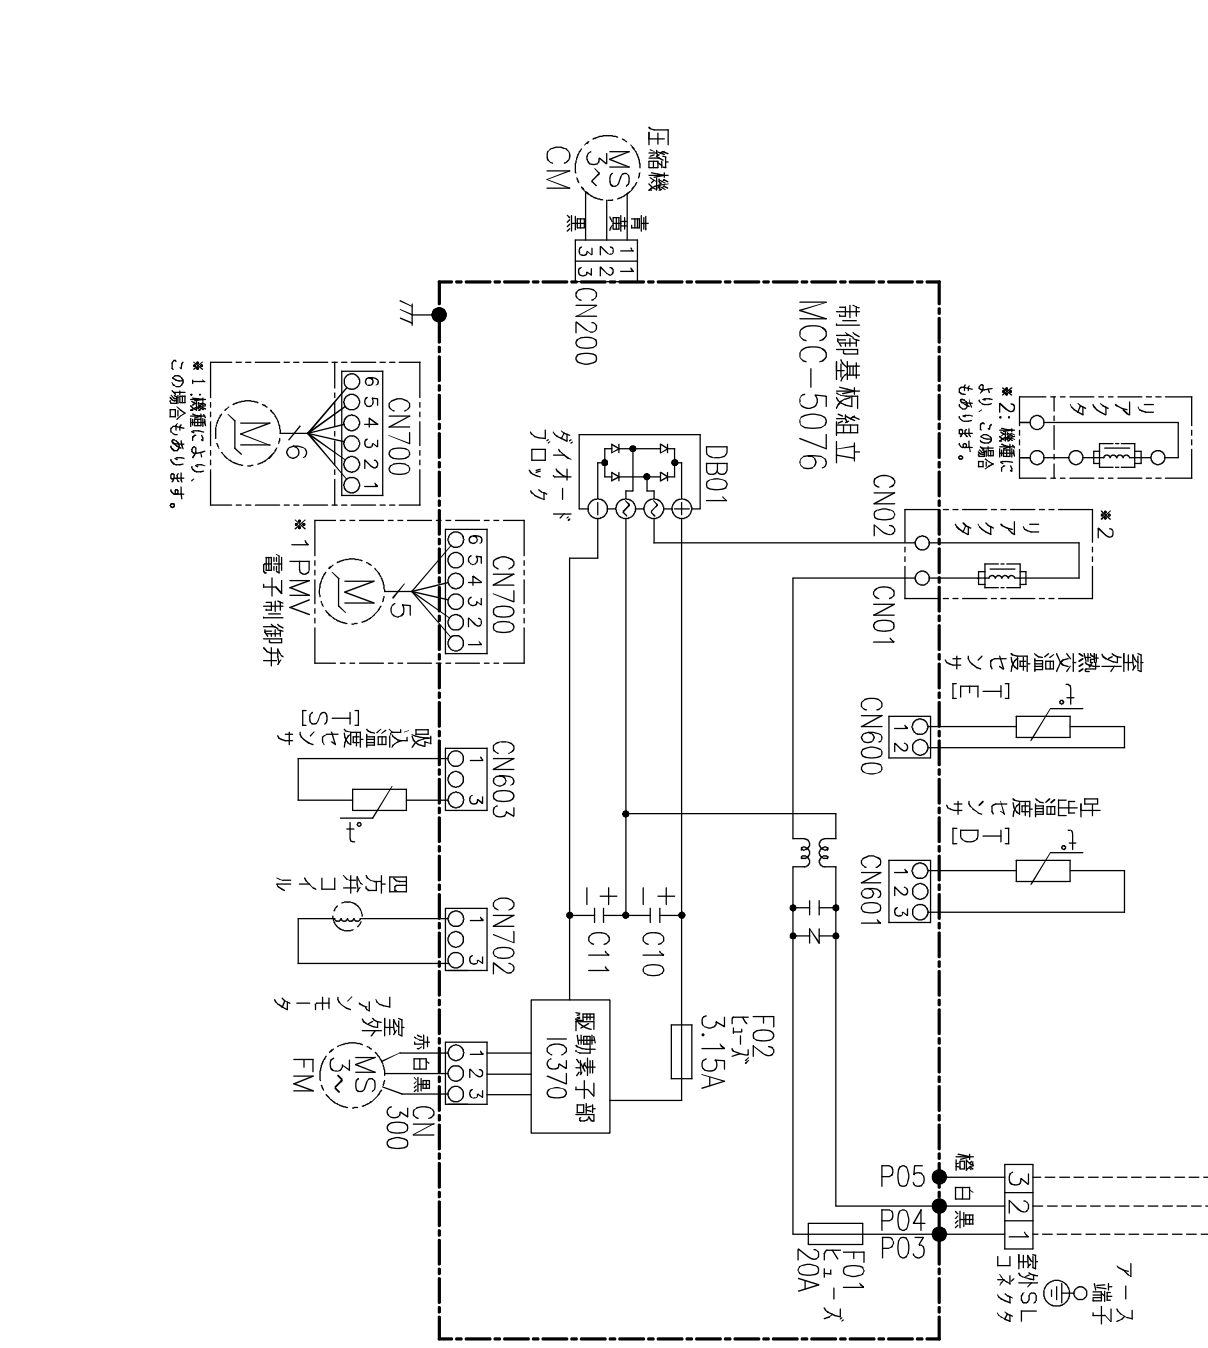 圧縮機
MS
3～
CM
青
黄
黒
1 1
2 2
3 3
CN200
制御基板組立
MCC-5076
リアクタ
※2:機種に
より、この場合
もあります。
※2
リアクタ
CN02
CN01
DB01
ダイオード
ブロック
CN700
6 5 4 3 2 1
M
6
※1:機種により、
この場合もあります。
CN700
6 5 4 3 2 1
M
5
※1 PMV
電子制御弁
室外熱交温度センサ
[TE]
t°
CN600
1 2
吐出温度センサ
[TD]
t°
CN601
1 2 3
吸込温度センサ
[TS]
t°
CN603
1 3
四方弁コイル
CN702
1 3
室外
ファンモータ
MS
3～
FM
赤
白
黒
1 2 3
CN
300
C10
C11
駆動素子部
IC370
F02
ヒューズ
3.15A
F01
ヒューズ
20A
P05
P04
P03
橙
白
黒
3
2
1
室外SL
コネクタ
アース
端子